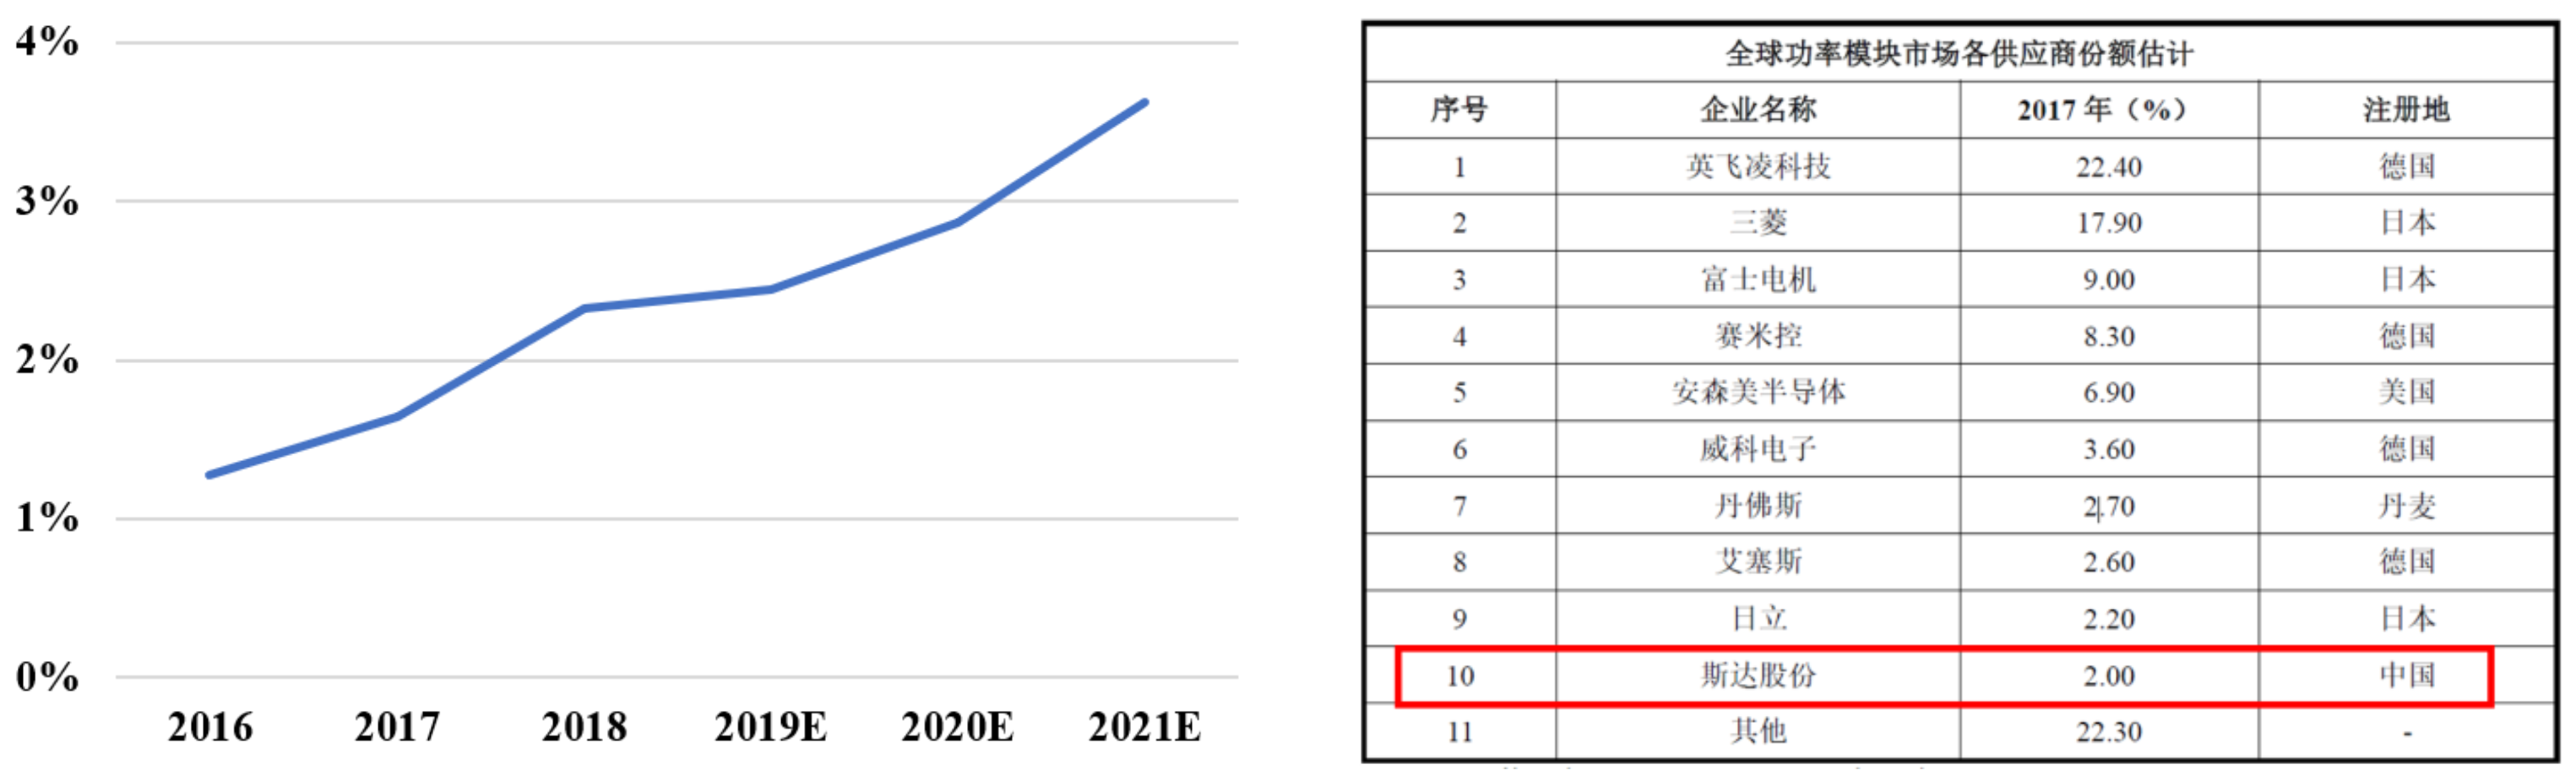 4%
3%
2%
1%
0%
2016 2017 2018 2019E 2020E 2021E
全球功率模块市场各供应商份额估计
序号 企业名称 2017 年（%） 注册地
1 英飞凌科技 22.40 德国
2 三菱 17.90 日本
3 富士电机 9.00 日本
4 赛米控 8.30 德国
5 安森美半导体 6.90 美国
6 威科电子 3.60 德国
7 丹佛斯 2.70 丹麦
8 艾塞斯 2.60 德国
9 日立 2.20 日本
10 斯达股份 2.00 中国
11 其他 22.30 -